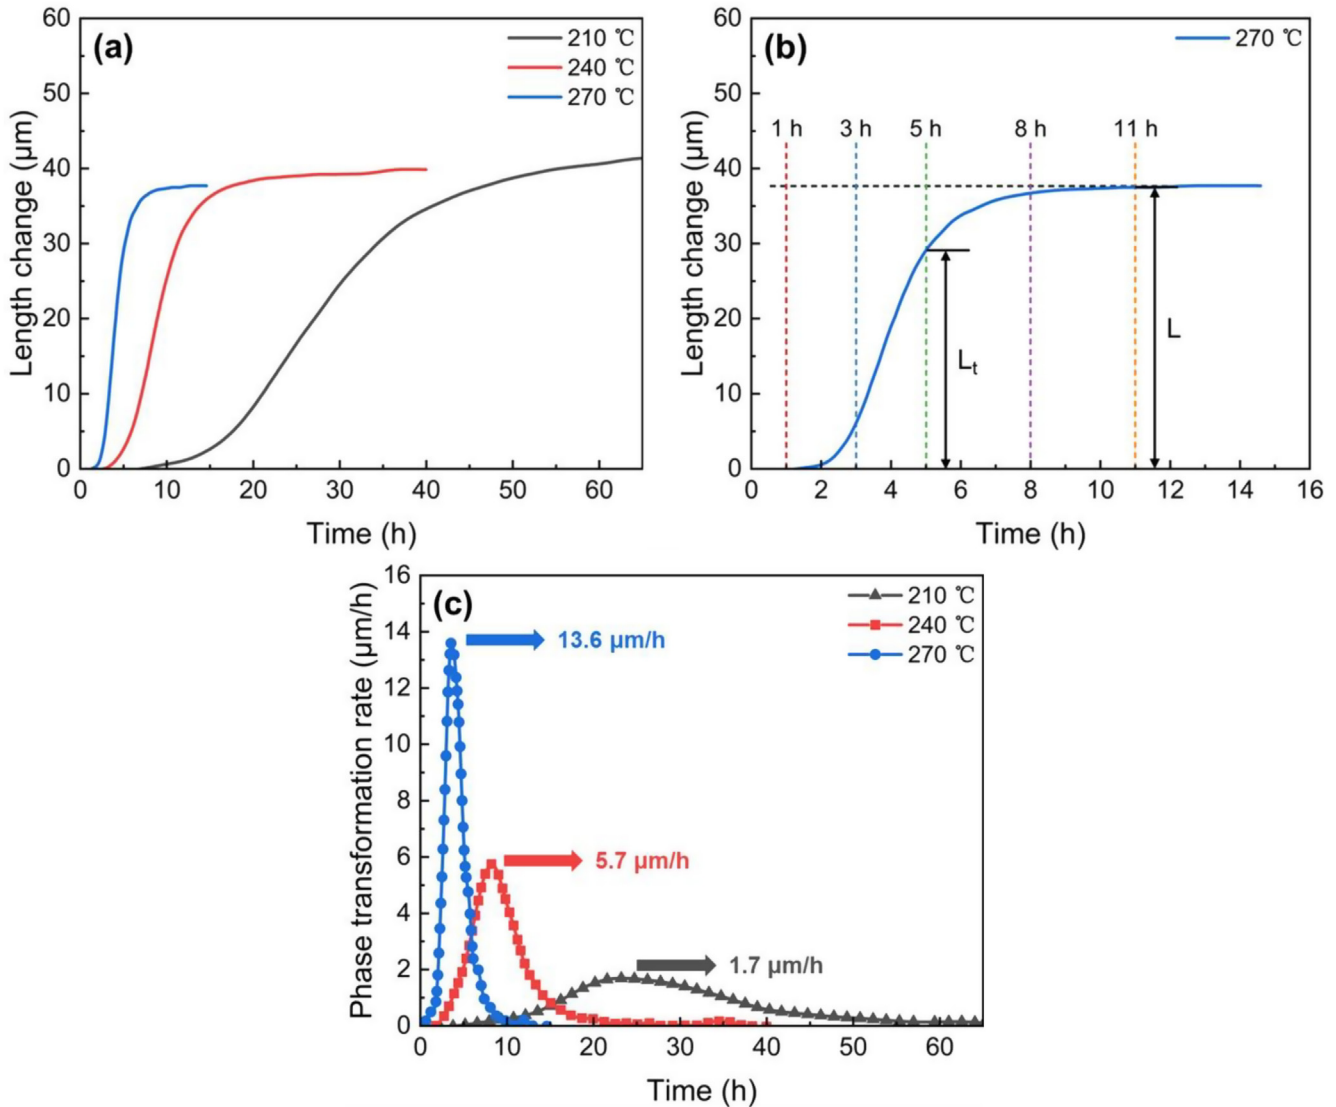 (a)
210 ℃
240 ℃
270 ℃
60
50
40
30
20
10
0
0 10 20 30 40 50 60
Length change (μm)
Time (h)
(b)
270 ℃
1 h 3 h 5 h 8 h 11 h
Lt
L
60
50
40
30
20
10
0
0 2 4 6 8 10 12 14 16
Length change (μm)
Time (h)
(c)
210 ℃
240 ℃
270 ℃
13.6 μm/h
5.7 μm/h
1.7 μm/h
16
14
12
10
8
6
4
2
0
0 10 20 30 40 50 60
Phase transformation rate (μm/h)
Time (h)